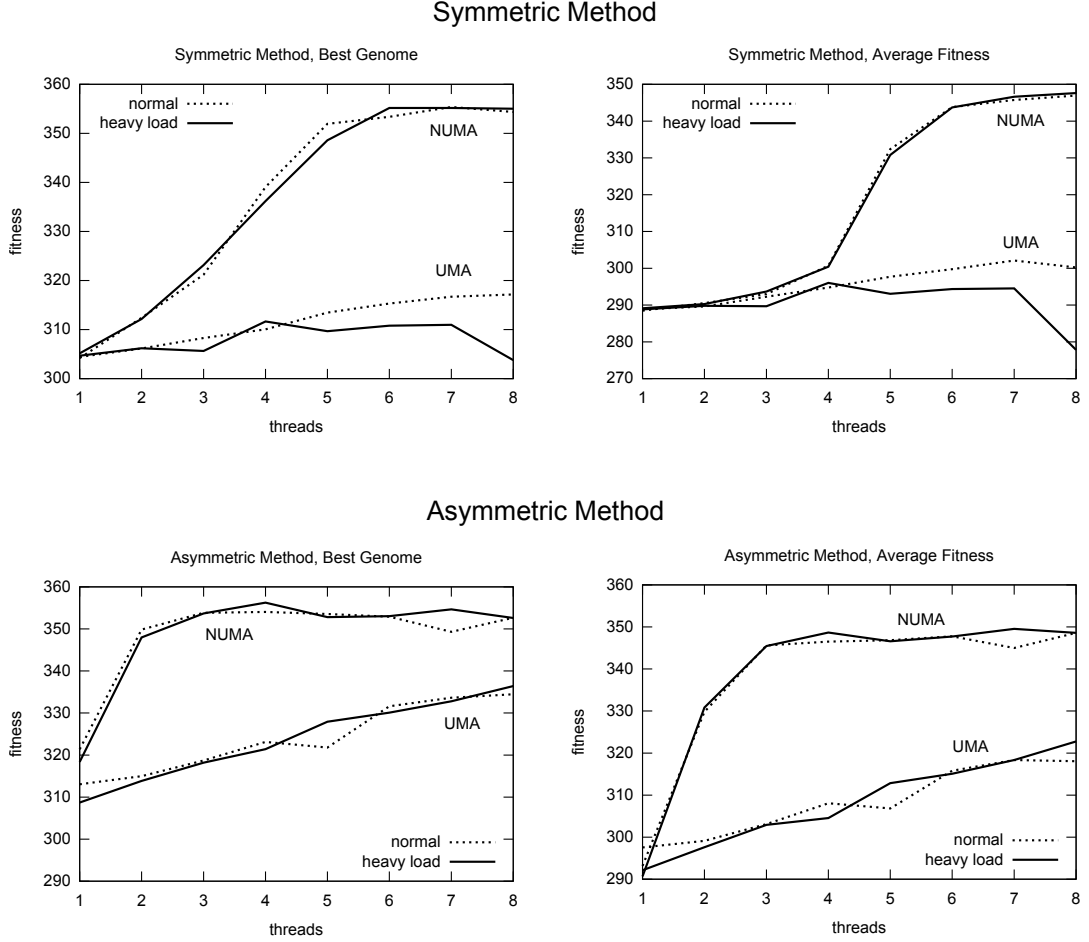 Symmetric Method
Symmetric Method, Best Genome
360
350
340
330
320
310
300
fitness
normal
heavy load
NUMA
UMA
1 2 3 4 5 6 7 8
threads
Symmetric Method, Average Fitness
350
340
330
320
310
300
290
280
270
fitness
normal
heavy load
NUMA
UMA
1 2 3 4 5 6 7 8
threads
Asymmetric Method
Asymmetric Method, Best Genome
360
350
340
330
320
310
300
290
fitness
NUMA
UMA
normal
heavy load
1 2 3 4 5 6 7 8
threads
Asymmetric Method, Average Fitness
360
350
340
330
320
310
300
290
fitness
NUMA
UMA
normal
heavy load
1 2 3 4 5 6 7 8
threads